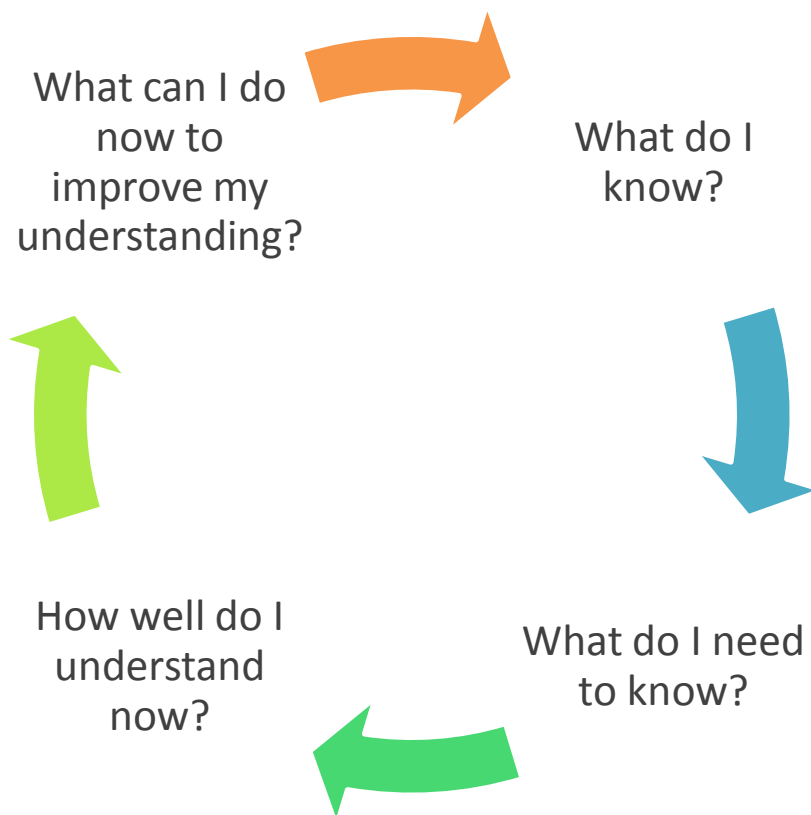 What can I do
now to
improve my
understanding?
What do I
know?
What do I need
to know?
How well do I
understand
now?